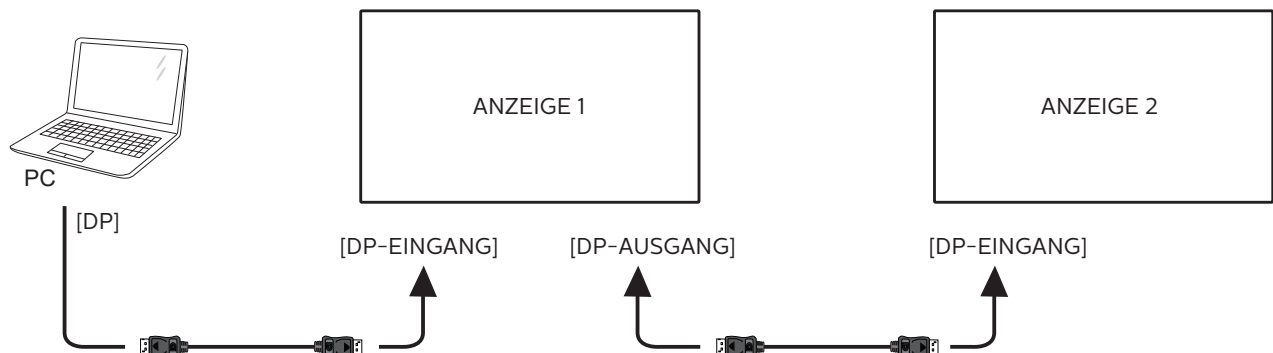 ANZEIGE 1
ANZEIGE 2
PC
[DP]
[DP-EINGANG]
[DP-AUSGANG]
[DP-EINGANG]